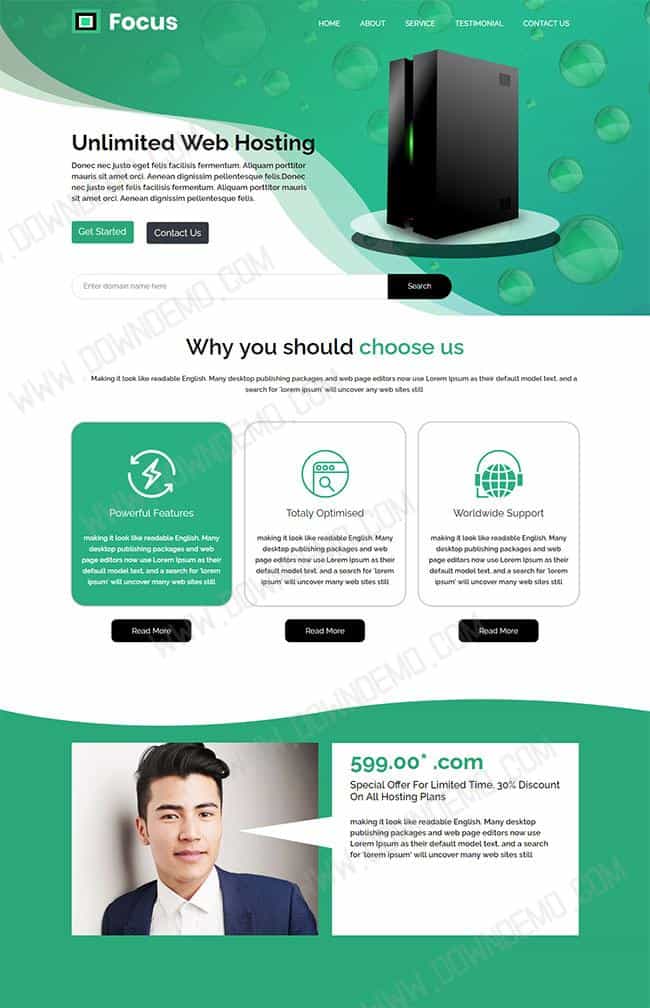 Focus
HOME ABOUT SERVICE TESTIMONIAL CONTACT US
Unlimited Web Hosting
Donec nec justo eget felis facilisis fermentum. Aliquam porttitor
mauris sit amet orci. Aenean dignissim pellentesque felis.Donec
nec justo eget felis facilisis fermentum. Aliquam porttitor mauris
sit amet orci. Aenean dignissim pellentesque felis.
Get Started Contact Us
Enter domain name here Search
Why you should choose us
Making it look like readable English. Many desktop publishing packages and web page editors now use Lorem Ipsum as their default model text, and a
search for 'lorem ipsum' will uncover any web sites still
Powerful Features
making it look like readable English. Many
desktop publishing packages and web
page editors now use Lorem Ipsum as their
default model text, and a search for 'lorem
ipsum' will uncover many web sites still
Read More
Totaly Optimised
making it look like readable English. Many
desktop publishing packages and web
page editors now use Lorem Ipsum as their
default model text, and a search for 'lorem
ipsum' will uncover many web sites still
Read More
Worldwide Support
making it look like readable English. Many
desktop publishing packages and web
page editors now use Lorem Ipsum as their
default model text, and a search for 'lorem
ipsum' will uncover many web sites still
Read More
599.00* .com
Special Offer For Limited Time, 30% Discount
On All Hosting Plans
making it look like readable English. Many desktop
publishing packages and web page editors now use
Lorem Ipsum as their default model text, and a search
for 'lorem ipsum' will uncover many web sites still
WWW.DOWNDEMO.COM